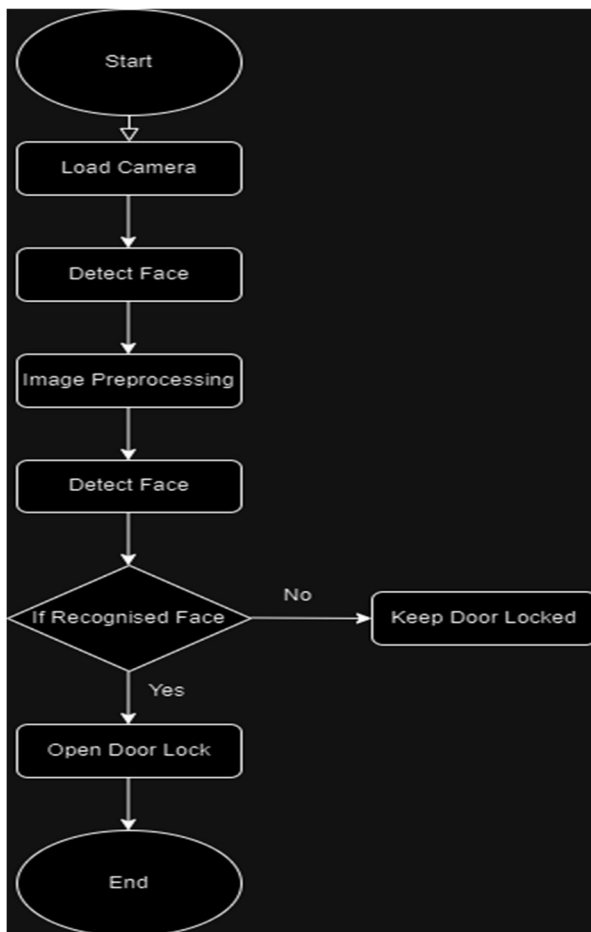 Start
Load Camera
Detect Face
Image Preprocessing
Detect Face
If Recognised Face
No
Keep Door Locked
Yes
Open Door Lock
End